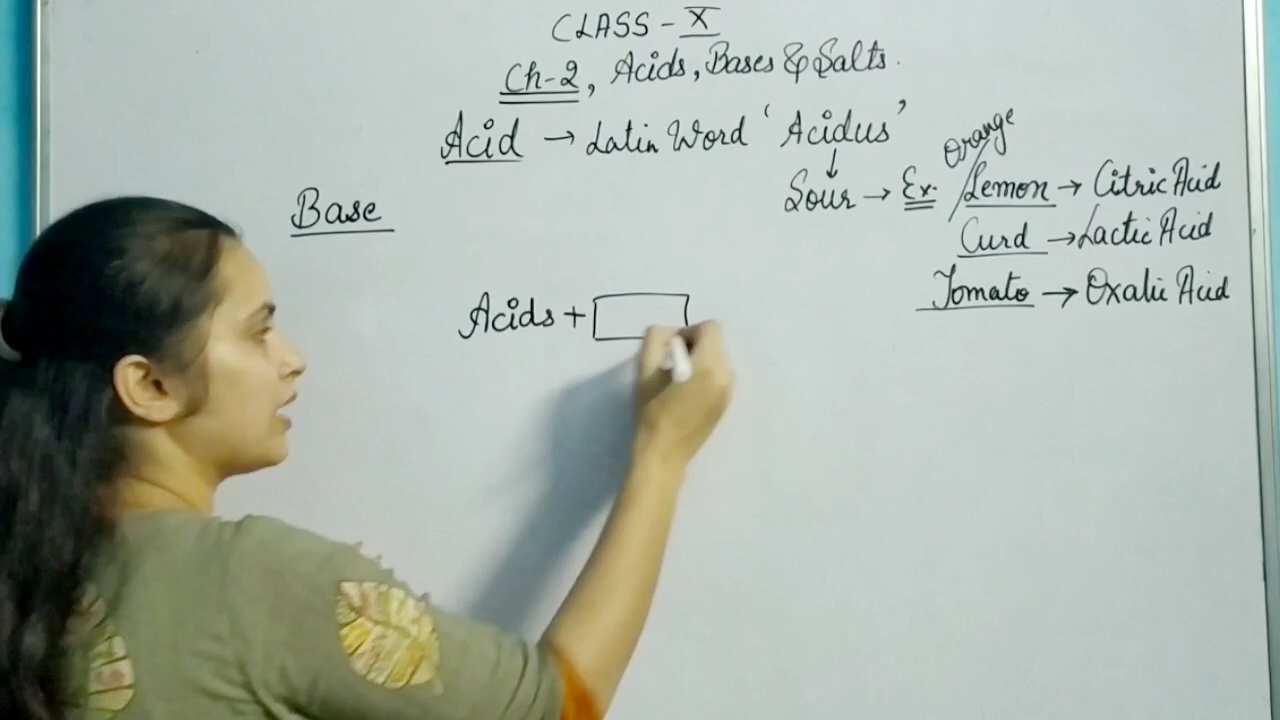 CLASS - X
Ch-2, Acids, Bases & Salts.
Acid → Latin Word ‘Acidus’
↓
Orange
Sour → Ex. / Lemon → Citric Acid
Curd → Lactic Acid
Tomato → Oxalic Acid
Base
Acids +